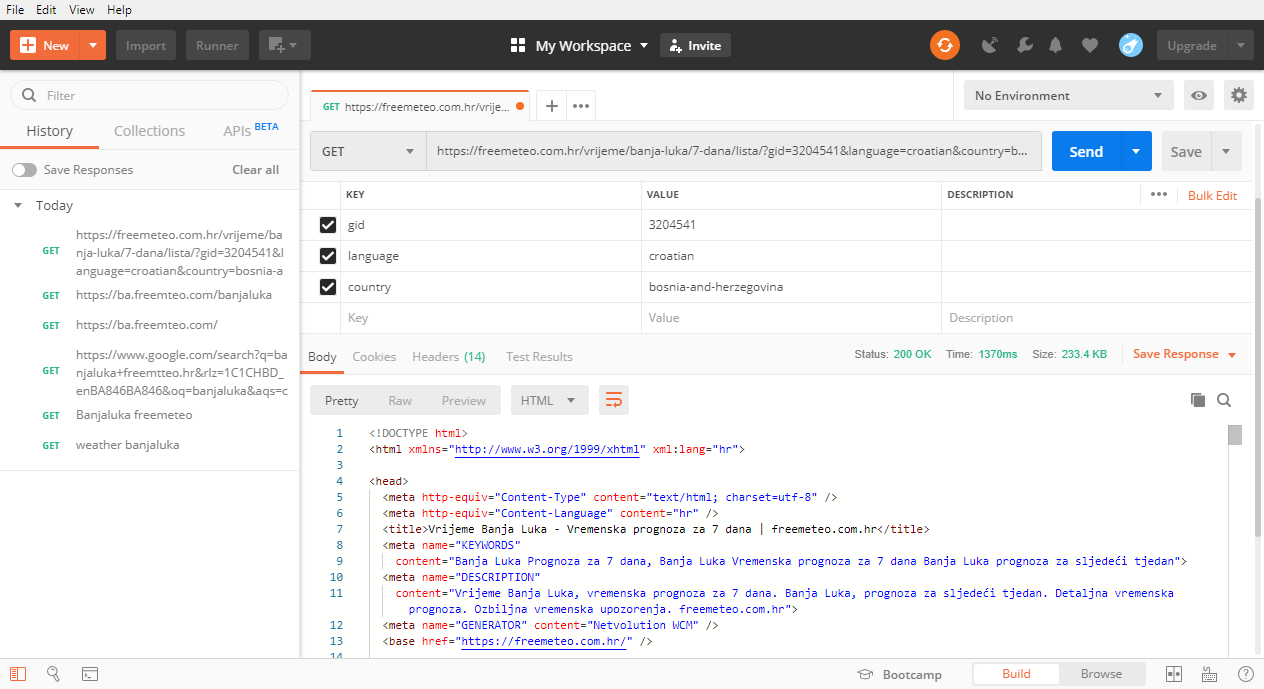 File Edit View Help
New Import Runner My Workspace Invite Upgrade
Filter
History Collections APIs BETA
Save Responses Clear all
Today
GET https://freemeteo.com.hr/vrijeme/ba
nja-luka/7-dana/lista/?gid=3204541&l
anguage=croatian&country=bosnia-a
GET https://ba.freemteo.com/banjaluka
GET https://ba.freemteo.com/
GET https://www.google.com/search?q=ba
njaluka+freemtteo.hr&rlz=1C1CHBD_
enBA846BA846&oq=banjaluka&aqs=c
GET Banjaluka freemeteo
GET weather banjaluka
GET https://freemeteo.com.hr/vrije...
No Environment
GET https://freemeteo.com.hr/vrijeme/banja-luka/7-dana/lista/?gid=3204541&language=croatian&country=b... Send Save
KEY VALUE DESCRIPTION Bulk Edit
gid 3204541
language croatian
country bosnia-and-herzegovina
Key Value Description
Body Cookies Headers (14) Test Results Status: 200 OK Time: 1370ms Size: 233.4 KB Save Response
Pretty Raw Preview HTML
1 <!DOCTYPE html>
2 <html xmlns="http://www.w3.org/1999/xhtml" xml:lang="hr">
3
4 <head>
5 <meta http-equiv="Content-Type" content="text/html; charset=utf-8" />
6 <meta http-equiv="Content-Language" content="hr" />
7 <title>Vrijeme Banja Luka - Vremenska prognoza za 7 dana | freemeteo.com.hr</title>
8 <meta name="KEYWORDS"
9 content="Banja Luka Prognoza za 7 dana, Banja Luka Vremenska prognoza za 7 dana Banja Luka prognoza za sljedeći tjedan">
10 <meta name="DESCRIPTION"
11 content="Vrijeme Banja Luka, vremenska prognoza za 7 dana. Banja Luka, prognoza za sljedeći tjedan. Detaljna vremenska
prognoza. Ozbiljna vremenska upozorenja. freemeteo.com.hr">
12 <meta name="GENERATOR" content="Netvolution WCM" />
13 <base href="https://freemeteo.com.hr/" />
14
Bootcamp Build Browse